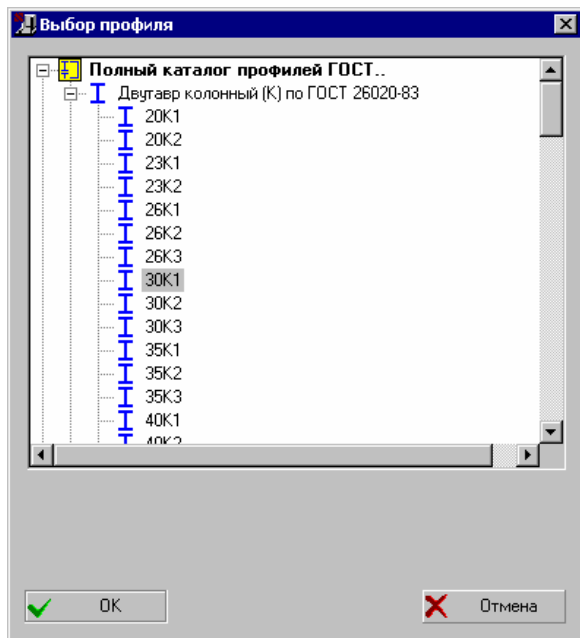 Выбор профиля
Полный каталог профилей ГОСТ..
Двутавр колонный (К) по ГОСТ 26020-83
20К1
20К2
23К1
23К2
26К1
26К2
26К3
30К1
30К2
30К3
35К1
35К2
35К3
40К1
40К2
OK
Отмена